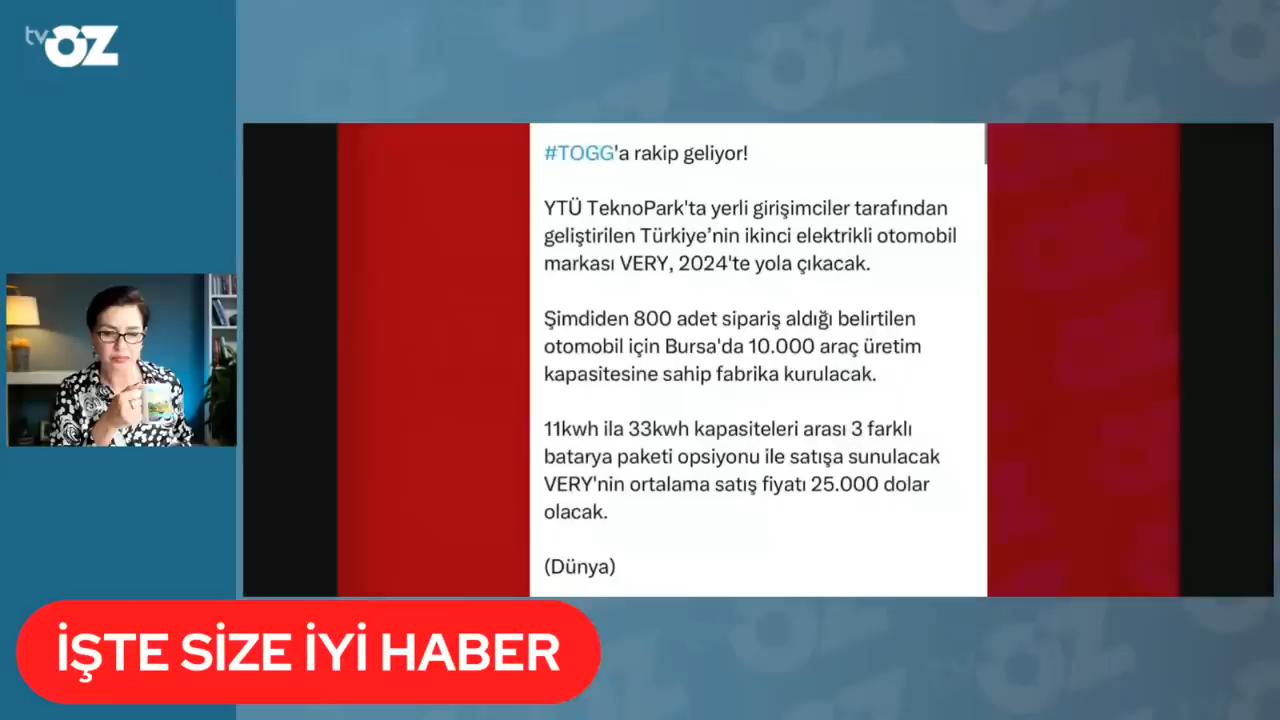 tv ÖZ
#TOGG'a rakip geliyor!
YTÜ TeknoPark'ta yerli girişimciler tarafından
geliştirilen Türkiye’nin ikinci elektrikli otomobil
markası VERY, 2024'te yola çıkacak.
Şimdiden 800 adet sipariş aldığı belirtilen
otomobil için Bursa'da 10.000 araç üretim
kapasitesine sahip fabrika kurulacak.
11kwh ila 33kwh kapasiteleri arası 3 farklı
batarya paketi opsiyonu ile satışa sunulacak
VERY'nin ortalama satış fiyatı 25.000 dolar
olacak.
(Dünya)
İŞTE SİZE İYİ HABER